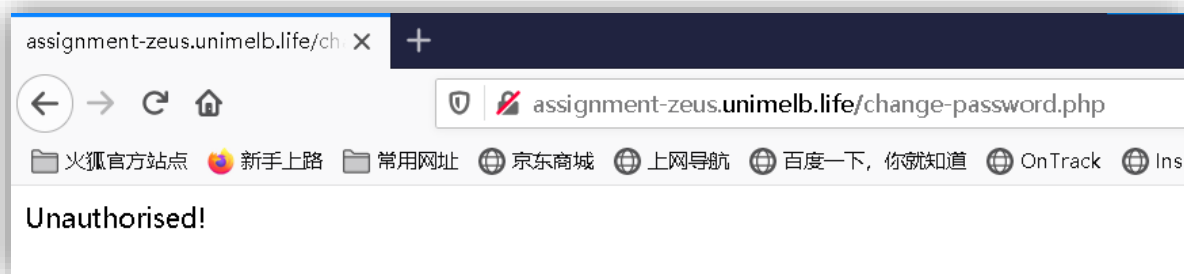 assignment-zeus.unimelb.life/ch
assignment-zeus.unimelb.life/change-password.php
火狐官方站点 新手上路 常用网址 京东商城 上网导航 百度一下，你就知道 OnTrack Ins
Unauthorised!